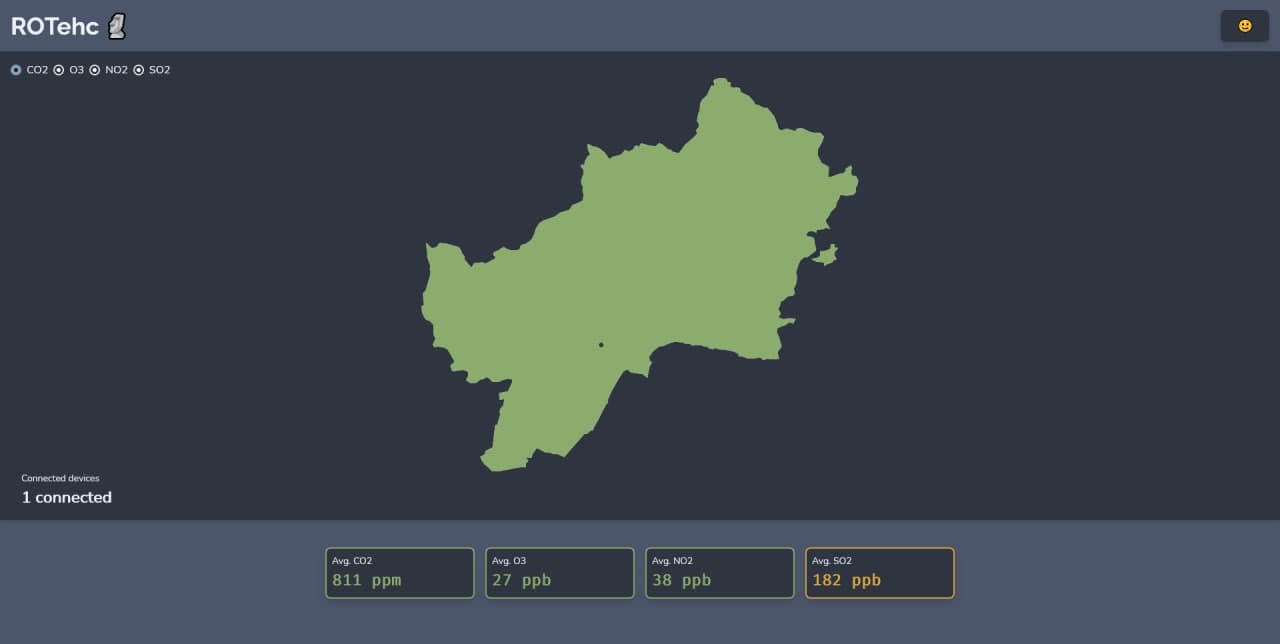 ROTehc
CO2 O3 NO2 SO2
Connected devices
1 connected
Avg. CO2
811 ppm
Avg. O3
27 ppb
Avg. NO2
38 ppb
Avg. SO2
182 ppb